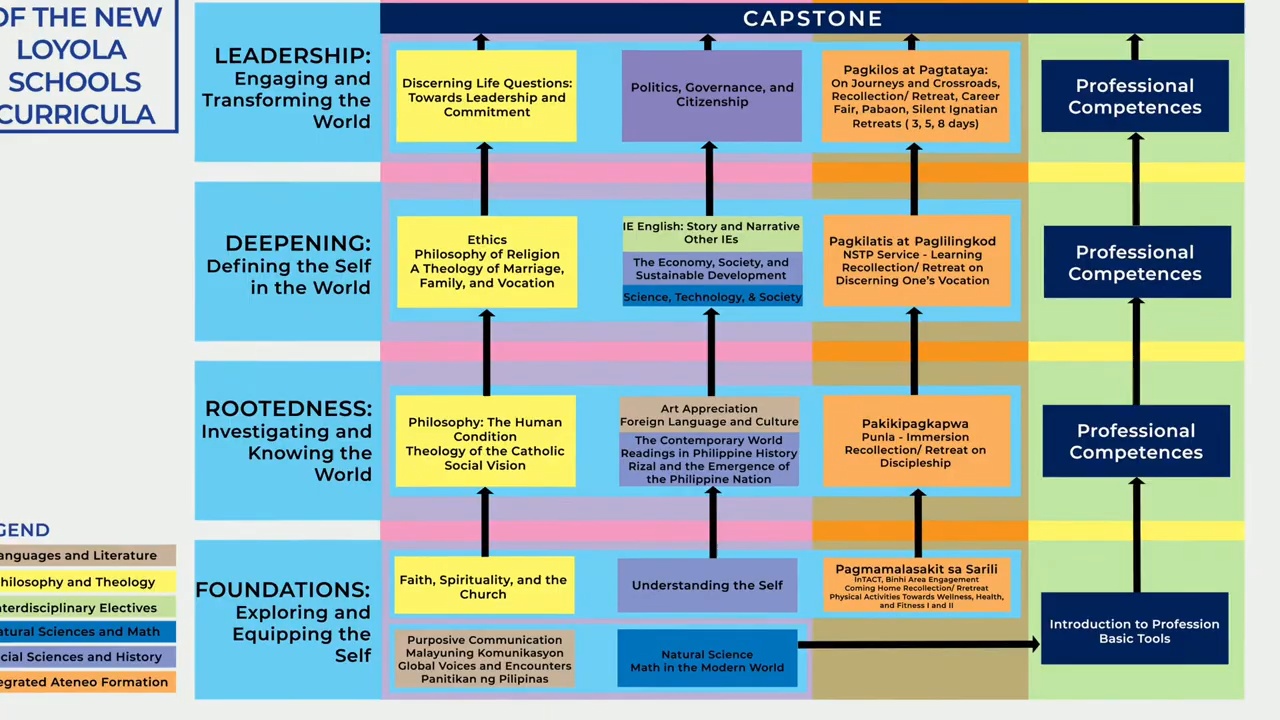 OF THE NEW
LOYOLA
SCHOOLS
CURRICULA
CAPSTONE
LEADERSHIP:
Engaging and
Transforming the
World
Discerning Life Questions:
Towards Leadership and
Commitment
Politics, Governance, and
Citizenship
Pagkilos at Pagtataya:
On Journeys and Crossroads,
Recollection/ Retreat, Career
Fair, Pabaon, Silent Ignatian
Retreats ( 3, 5, 8 days)
Professional
Competences
DEEPENING:
Defining the Self
in the World
Ethics
Philosophy of Religion
A Theology of Marriage,
Family, and Vocation
IE English: Story and Narrative
Other IEs
The Economy, Society, and
Sustainable Development
Science, Technology, & Society
Pagkilatis at Paglilingkod
NSTP Service - Learning
Recollection/ Retreat on
Discerning One's Vocation
Professional
Competences
ROOTEDNESS:
Investigating and
Knowing the
World
Philosophy: The Human
Condition
Theology of the Catholic
Social Vision
Art Appreciation
Foreign Language and Culture
The Contemporary World
Readings in Philippine History
Rizal and the Emergence of
the Philippine Nation
Pakikipagkapwa
Punla - Immersion
Recollection/ Retreat on
Discipleship
Professional
Competences
FOUNDATIONS:
Exploring and
Equipping the
Self
Faith, Spirituality, and the
Church
Understanding the Self
Pagmamalasakit sa Sarili
InTACT, Binhi Area Engagement
Coming Home Recollection/ Retreat
Physical Activities Towards Wellness, Health,
and Fitness I and II
Purposive Communication
Malayuning Komunikasyon
Global Voices and Encounters
Panitikan ng Pilipinas
Natural Science
Math in the Modern World
Introduction to Profession
Basic Tools
GEND
anguages and Literature
hilosophy and Theology
nterdisciplinary Electives
atural Sciences and Math
cial Sciences and History
egrated Ateneo Formation